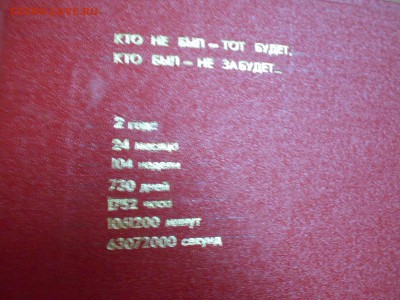 КТО НЕ БЫЛ — ТОТ БУДЕТ,
КТО БЫЛ — НЕ ЗАБУДЕТ...
2 года
24 месяца
104 недели
730 дней
1752 часа
1051200 минут
63072000 секунд